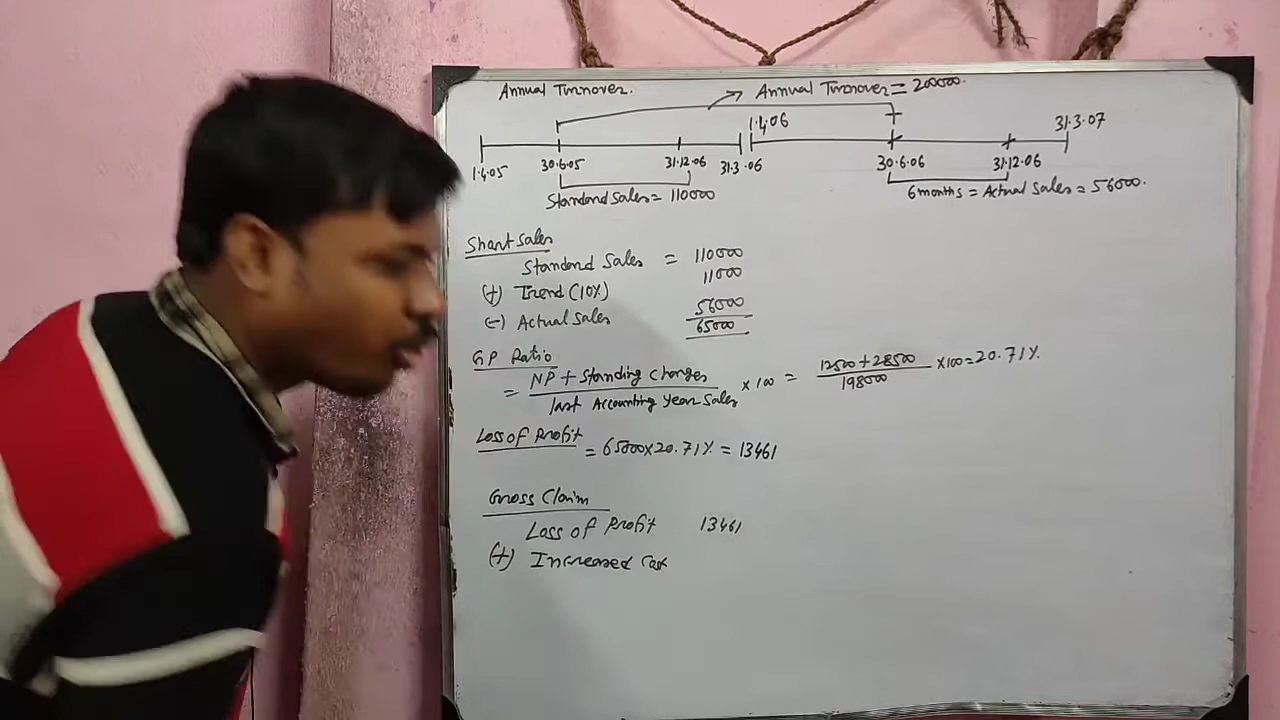 Annual Turnover.
Annual Turnover = 200000.
1.4.06
31.3.07
1.4.05
30.6.05
31.12.06
31.3.06
30.6.06
31.12.06
Standard Sales = 110000
6 months = Actual Sales = 56000.
Short Sales
Standard Sales = 110000
(+) Trend (10%) 11000
(-) Actual Sales 56000
65000
GP Ratio
= NP + Standing Charges / last Accounting Year Sales × 100 = 12500 + 28500 / 198000 × 100 = 20.71%
Loss of Profit = 65000 × 20.71% = 13461
Gross Claim
Loss of Profit 13461
(+) Increased Cos